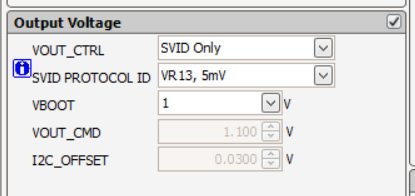 Output Voltage
VOUT_CTRL SVID Only
SVID PROTOCOL ID VR13, 5mV
VBOOT 1 V
VOUT_CMD 1.100 V
I2C_OFFSET 0.0300 V